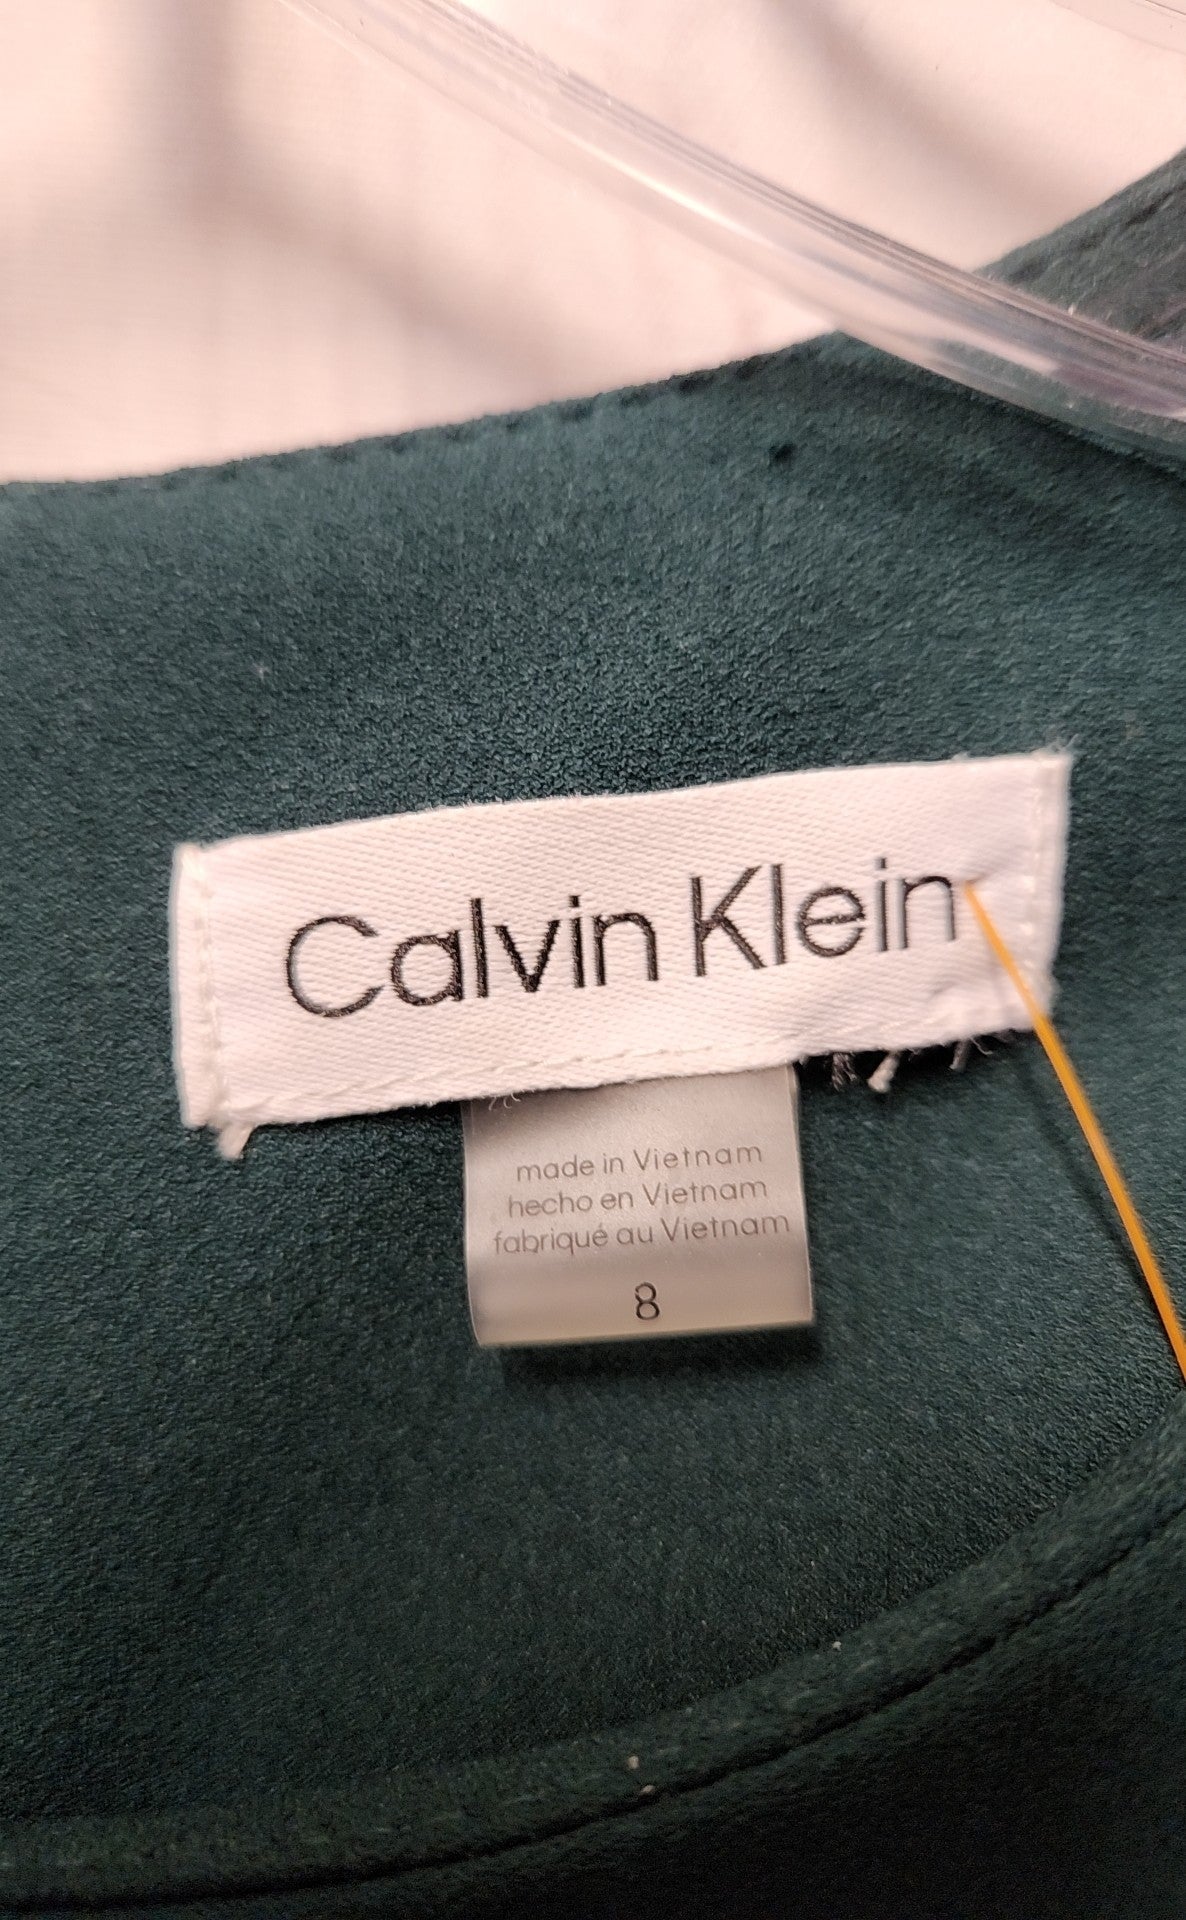 Calvin Klein
made in Vietnam
hecho en Vietnam
fabriqué au Vietnam
8